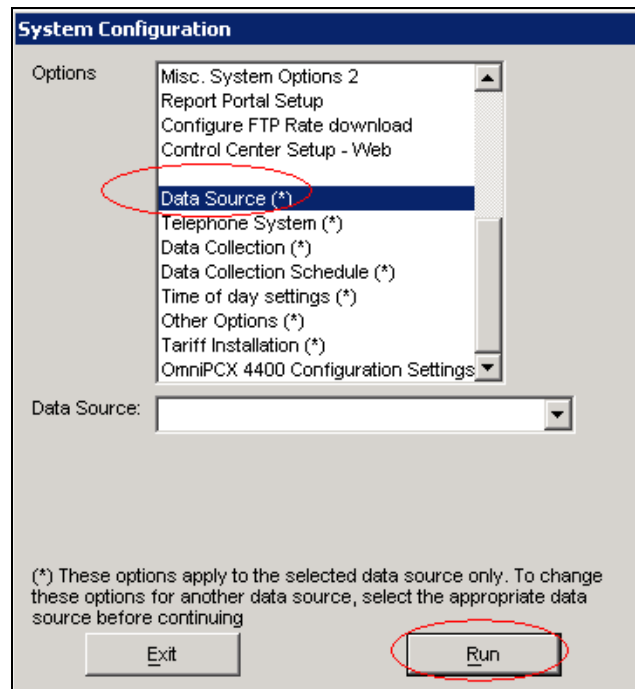 System Configuration
Options
Misc. System Options 2
Report Portal Setup
Configure FTP Rate download
Control Center Setup - Web
Data Source (*)
Telephone System (*)
Data Collection (*)
Data Collection Schedule (*)
Time of day settings (*)
Other Options (*)
Tariff Installation (*)
OmniPCX 4400 Configuration Settings
Data Source:
(*) These options apply to the selected data source only. To change
these options for another data source, select the appropriate data
source before continuing
Exit
Run